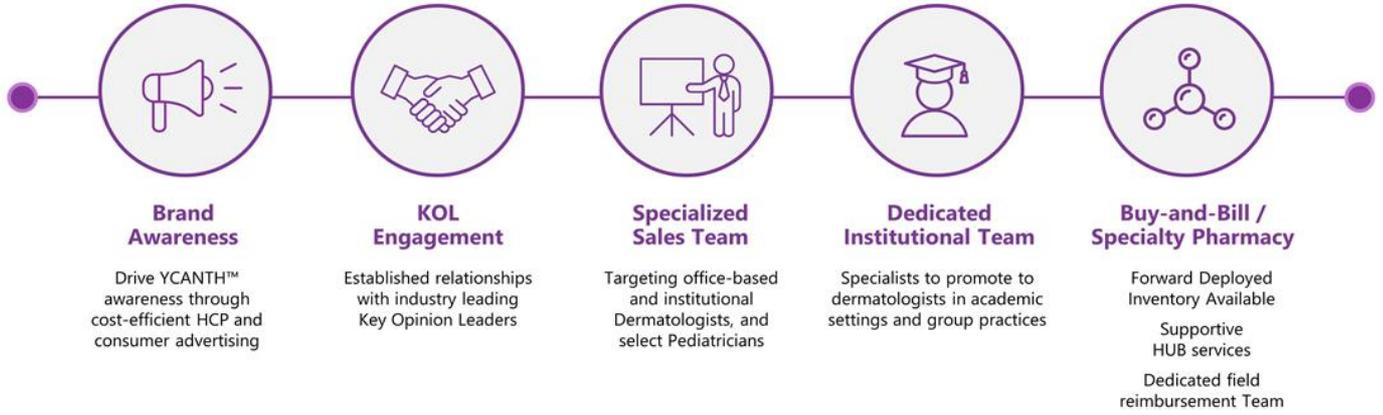 Brand
Awareness
Drive YCANTH™
awareness through
cost-efficient HCP and
consumer advertising
KOL
Engagement
Established relationships
with industry leading
Key Opinion Leaders
Specialized
Sales Team
Targeting office-based
and institutional
Dermatologists, and
select Pediatricians
Dedicated
Institutional Team
Specialists to promote to
dermatologists in academic
settings and group practices
Buy-and-Bill /
Specialty Pharmacy
Forward Deployed
Inventory Available
Supportive
HUB services
Dedicated field
reimbursement Team